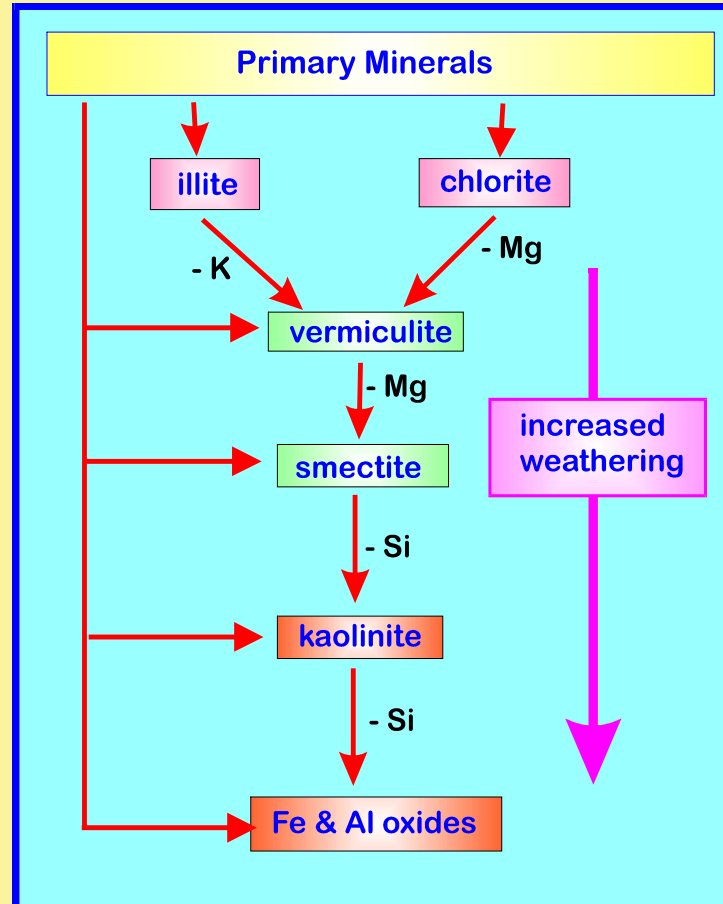 Primary Minerals
illite
chlorite
- K
- Mg
vermiculite
- Mg
increased
weathering
smectite
- Si
kaolinite
- Si
Fe & Al oxides